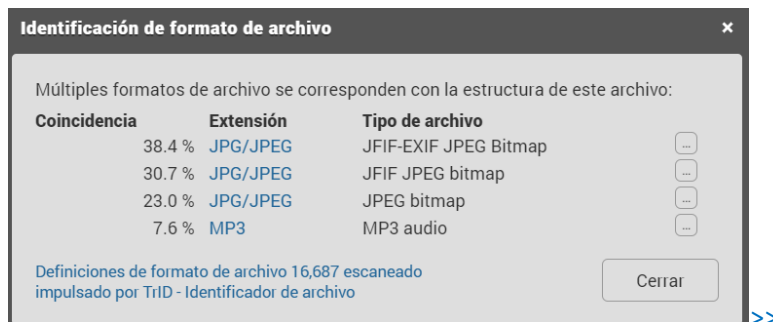 Identificación de formato de archivo ×
Múltiples formatos de archivo se corresponden con la estructura de este archivo:
Coincidencia Extensión Tipo de archivo
38.4 % JPG/JPEG JFIF-EXIF JPEG Bitmap ...
30.7 % JPG/JPEG JFIF JPEG bitmap ...
23.0 % JPG/JPEG JPEG bitmap ...
7.6 % MP3 MP3 audio ...
Definiciones de formato de archivo 16,687 escaneado
impulsado por TrID - Identificador de archivo
Cerrar
>>